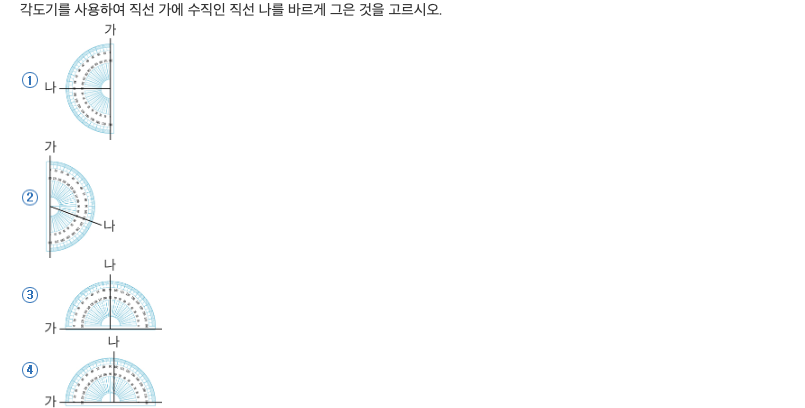 각도기를 사용하여 직선 가에 수직인 직선 나를 바르게 그은 것을 고르시오.
가
① 나
가
②
나
나
③
가
나
④
가